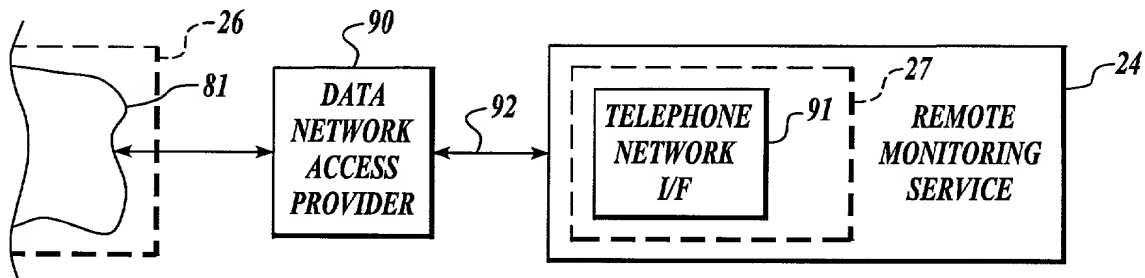 26
81
90
DATA
NETWORK
ACCESS
PROVIDER
92
TELEPHONE
NETWORK
I/F
91
27
REMOTE
MONITORING
SERVICE
24